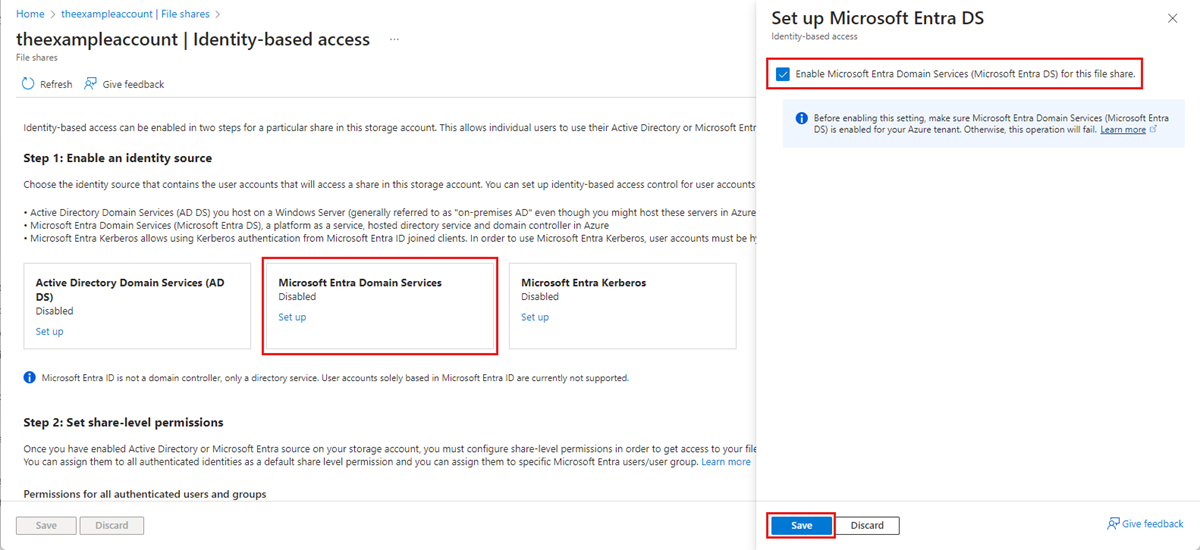 Home > theexampleaccount | File shares >
theexampleaccount | Identity-based access ...
File shares
Refresh Give feedback
Identity-based access can be enabled in two steps for a particular share in this storage account. This allows individual users to use their Active Directory or Microsoft Entr
Step 1: Enable an identity source
Choose the identity source that contains the user accounts that will access a share in this storage account. You can set up identity-based access control for user accounts
• Active Directory Domain Services (AD DS) you host on a Windows Server (generally referred to as "on-premises AD" even though you might host these servers in Azure
• Microsoft Entra Domain Services (Microsoft Entra DS), a platform as a service, hosted directory service and domain controller in Azure
• Microsoft Entra Kerberos allows using Kerberos authentication from Microsoft Entra ID joined clients. In order to use Microsoft Entra Kerberos, user accounts must be hy
Active Directory Domain Services (AD
DS)
Disabled
Set up
Microsoft Entra Domain Services
Disabled
Set up
Microsoft Entra Kerberos
Disabled
Set up
Microsoft Entra ID is not a domain controller, only a directory service. User accounts solely based in Microsoft Entra ID are currently not supported.
Step 2: Set share-level permissions
Once you have enabled Active Directory or Microsoft Entra source on your storage account, you must configure share-level permissions in order to get access to your file
You can assign them to all authenticated identities as a default share level permission and you can assign them to specific Microsoft Entra users/user group. Learn more
Permissions for all authenticated users and groups
Save Discard
Set up Microsoft Entra DS
Identity-based access
Enable Microsoft Entra Domain Services (Microsoft Entra DS) for this file share.
Before enabling this setting, make sure Microsoft Entra Domain Services (Microsoft Entra
DS) is enabled for your Azure tenant. Otherwise, this operation will fail. Learn more
Save Discard
Give feedback